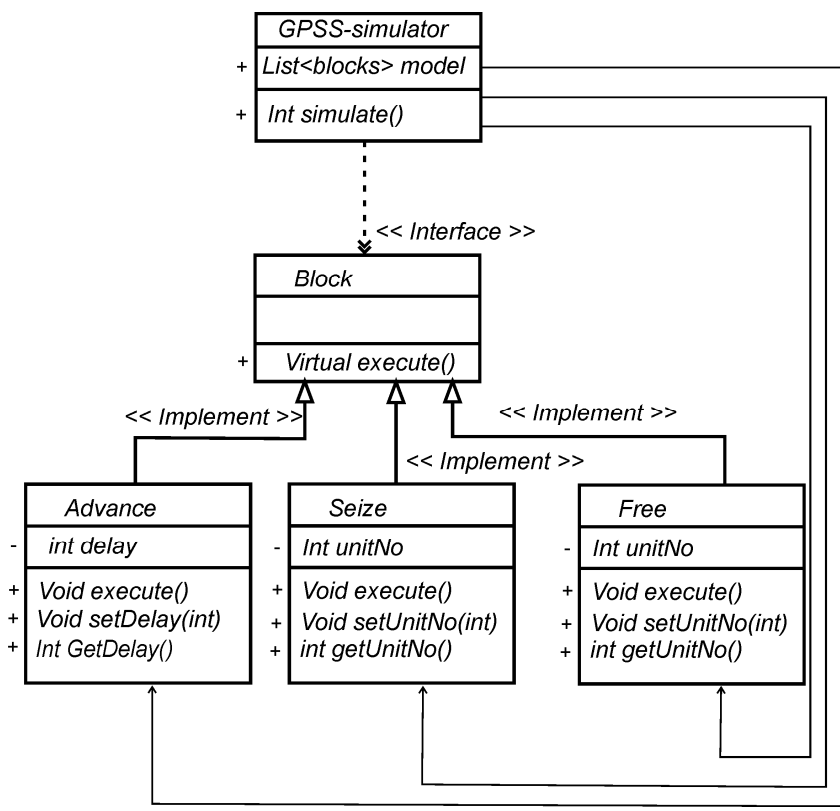 GPSS-simulator
+ List<blocks> model
+ Int simulate()
<< Interface >>
Block
+ Virtual execute()
<< Implement >>
<< Implement >>
<< Implement >>
Advance
- int delay
+ Void execute()
+ Void setDelay(int)
+ Int GetDelay()
Seize
- Int unitNo
+ Void execute()
+ Void setUnitNo(int)
+ int getUnitNo()
Free
- Int unitNo
+ Void execute()
+ Void setUnitNo(int)
+ int getUnitNo()